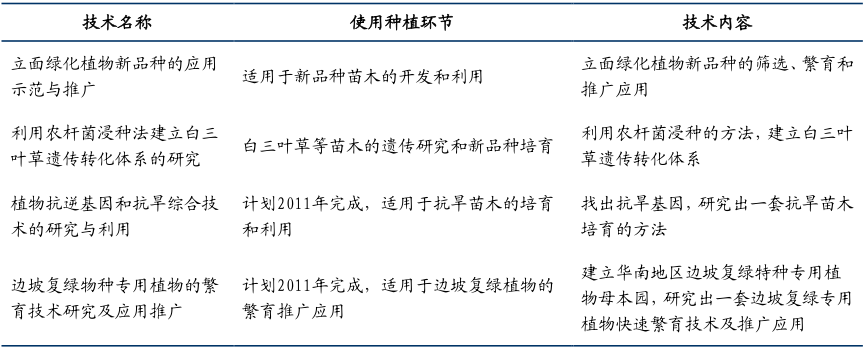 技术名称 使用种植环节 技术内容
立面绿化植物新品种的应用
示范与推广
适用于新品种苗木的开发和利用
立面绿化植物新品种的筛选、繁育和
推广应用
利用农杆菌浸种法建立白三
叶草遗传转化体系的研究
白三叶草等苗木的遗传研究和新品种培育
利用农杆菌浸种的方法，建立白三叶
草遗传转化体系
植物抗逆基因和抗旱综合技
术的研究与利用
计划2011年完成，适用于抗旱苗木的培育
和利用
找出抗旱基因，研究出一套抗旱苗木
培育的方法
边坡复绿物种专用植物的繁
育技术研究及应用推广
计划2011年完成，适用于边坡复绿植物的
繁育推广应用
建立华南地区边坡复绿特种专用植
物母本园，研究出一套边坡复绿专用
植物快速繁育技术及推广应用